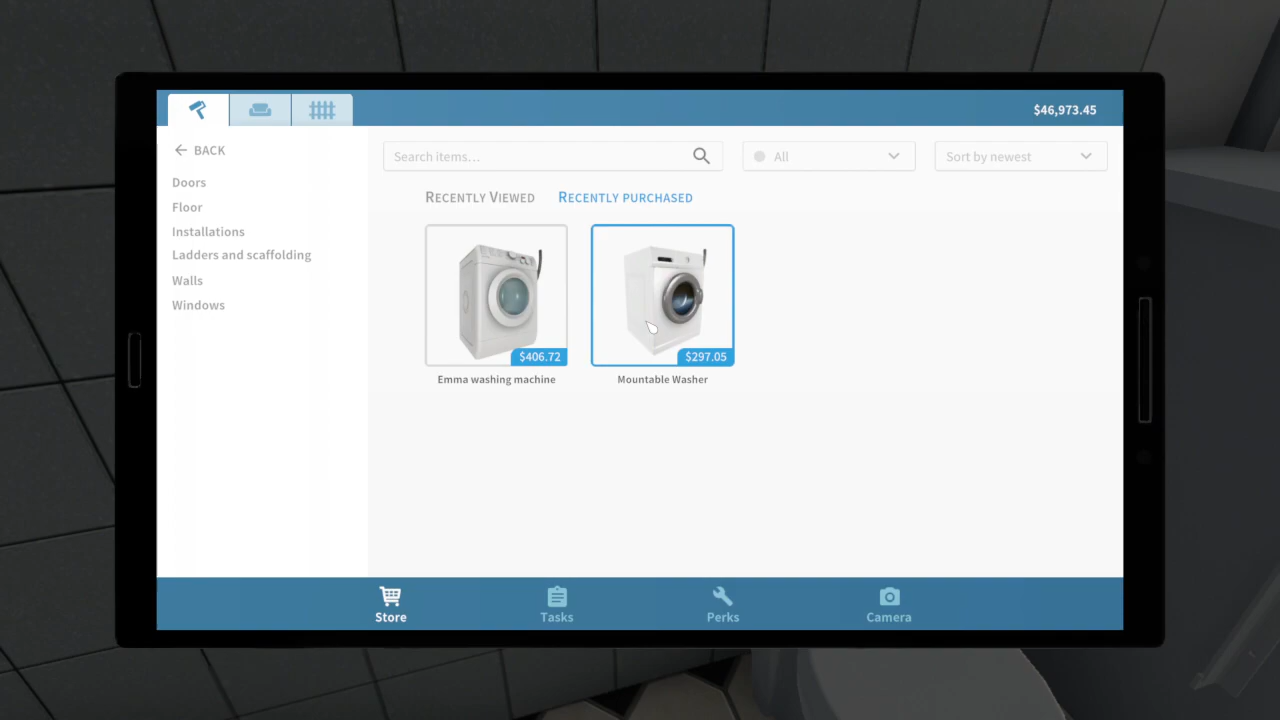 $46,973.45
BACK
Doors
Floor
Installations
Ladders and scaffolding
Walls
Windows
Search items...
All
Sort by newest
RECENTLY VIEWED
RECENTLY PURCHASED
$406.72
$297.05
Emma washing machine
Mountable Washer
Store
Tasks
Perks
Camera